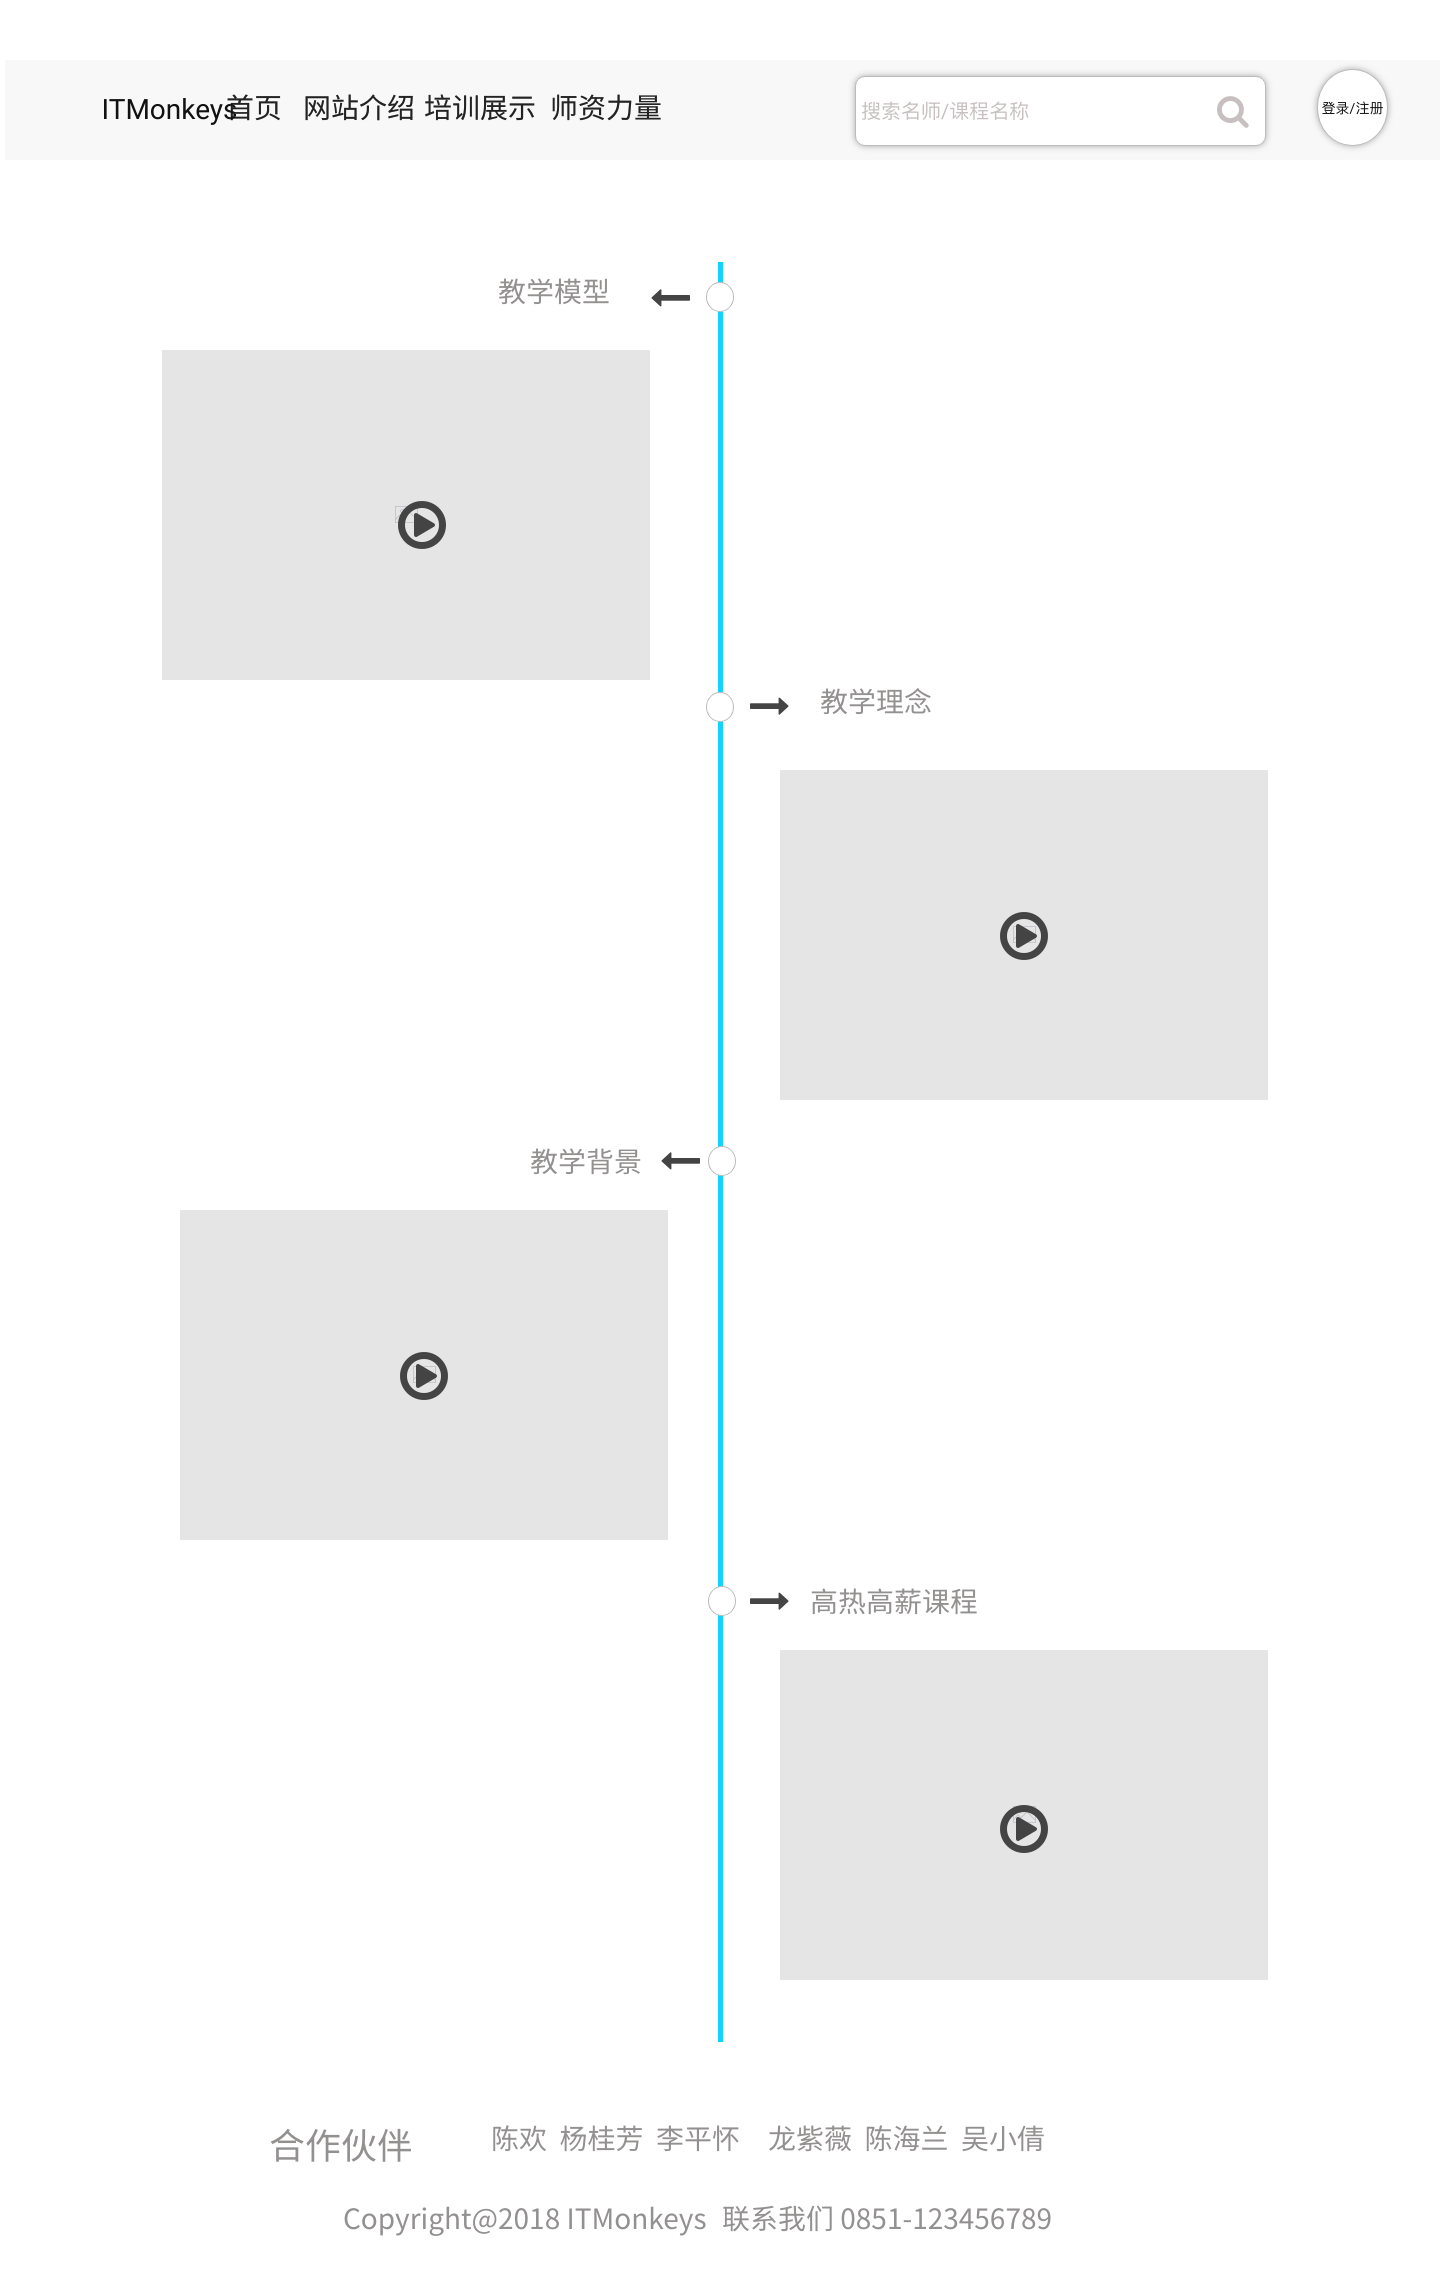 ITMonkeys首页 网站介绍 培训展示 师资力量
搜索名师/课程名称
登录/注册
教学模型
教学理念
教学背景
高热高薪课程
合作伙伴 陈欢 杨桂芳 李平怀 龙紫薇 陈海兰 吴小倩
Copyright@2018 ITMonkeys 联系我们 0851-123456789